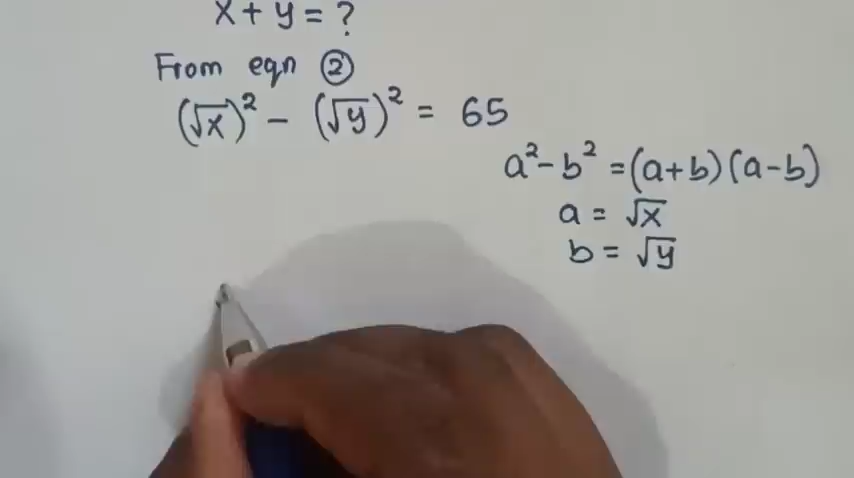 x + y = ?
From eqn ②
(√x)² - (√y)² = 65
a² - b² = (a+b)(a-b)
a = √x
b = √y